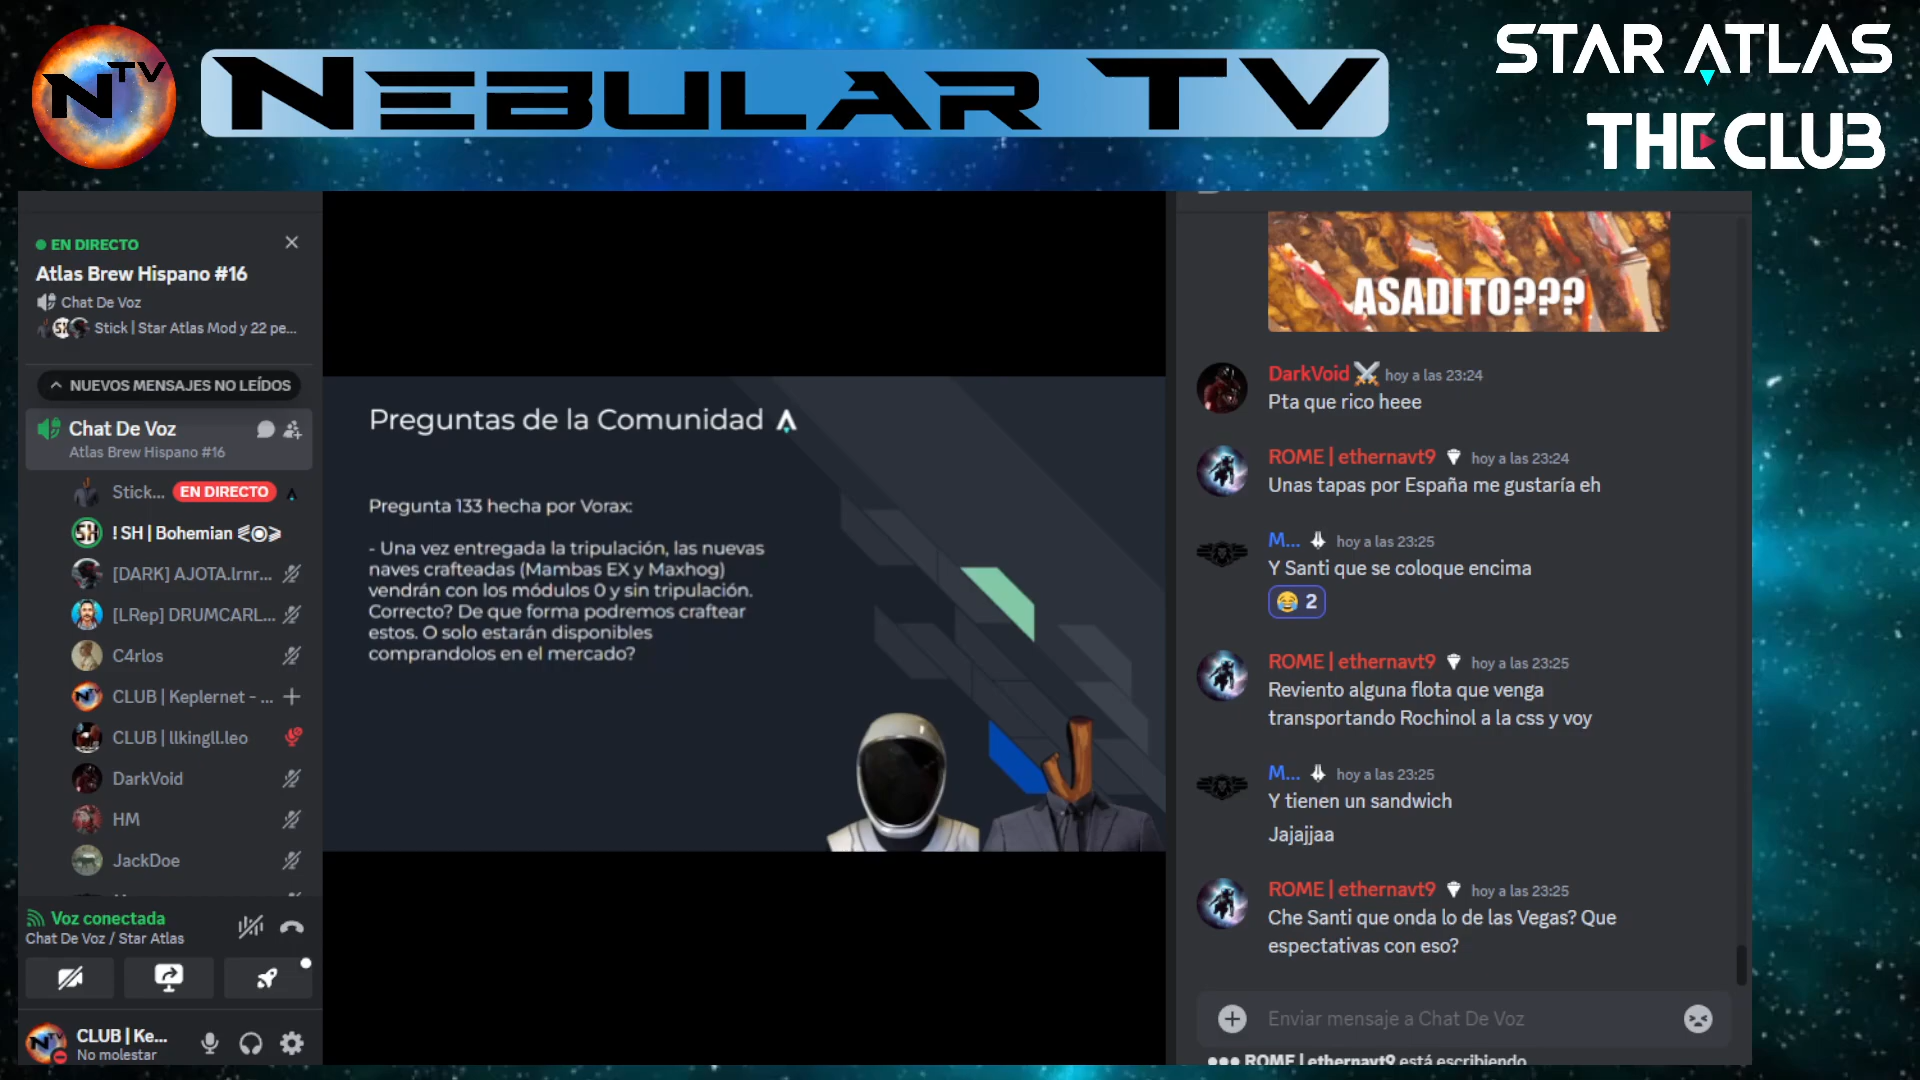 NTV
NEBULAR TV
STAR ATLAS
THE CLUB
EN DIRECTO
Atlas Brew Hispano #16
Chat De Voz
Stick | Star Atlas Mod y 22 pe...
NUEVOS MENSAJES NO LEÍDOS
Chat De Voz
Atlas Brew Hispano #16
Stick... EN DIRECTO
! SH | Bohemian
[DARK] AJOTA.lrnr...
[LRep] DRUMCARL...
C4rlos
CLUB | Keplernet - ...
CLUB | llkingll.leo
DarkVoid
HM
JackDoe
Voz conectada
Chat De Voz / Star Atlas
CLUB | Ke...
No molestar
Preguntas de la Comunidad
Pregunta 133 hecha por Vorax:
- Una vez entregada la tripulación, las nuevas
naves crafteadas (Mambas EX y Maxhog)
vendrán con los módulos 0 y sin tripulación.
Correcto? De que forma podremos craftear
estos. O solo estarán disponibles
comprandolos en el mercado?
ASADITO???
DarkVoid hoy a las 23:24
Pta que rico heee
ROME | ethernavt9 hoy a las 23:24
Unas tapas por España me gustaría eh
M... hoy a las 23:25
Y Santi que se coloque encima
2
ROME | ethernavt9 hoy a las 23:25
Reviento alguna flota que venga
transportando Rochinol a la css y voy
M... hoy a las 23:25
Y tienen un sandwich
Jajajjaa
ROME | ethernavt9 hoy a las 23:25
Che Santi que onda lo de las Vegas? Que
espectativas con eso?
Enviar mensaje a Chat De Voz
ROME | ethernavt9 está escribiendo